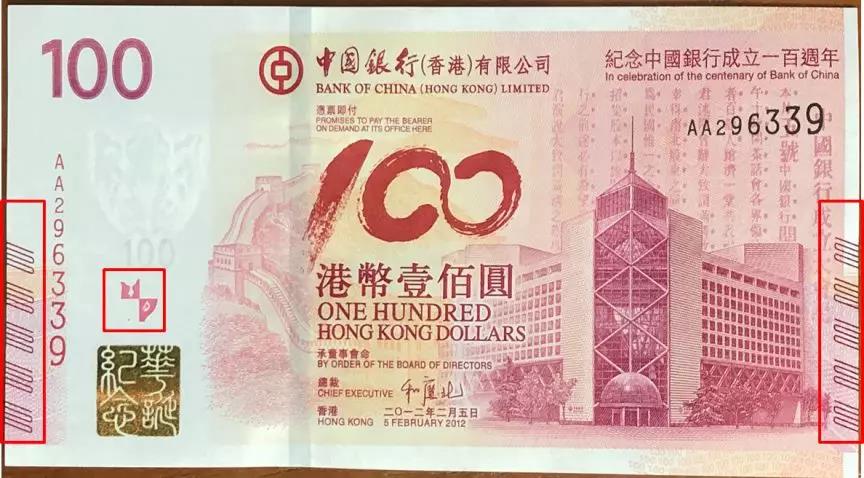 100
中國銀行(香港)有限公司
BANK OF CHINA (HONG KONG) LIMITED
憑票即付
PROMISES TO PAY THE BEARER
ON DEMAND AT ITS OFFICE HERE
紀念中國銀行成立一百週年
In celebration of the centenary of Bank of China
AA296339
AA296339
100
100
港幣壹佰圓
ONE HUNDRED
HONG KONG DOLLARS
承董事會命
BY ORDER OF THE BOARD OF DIRECTORS
總裁
CHIEF EXECUTIVE
香港
HONG KONG
二〇一二年二月五日
5 FEBRUARY 2012
華誕
紀念